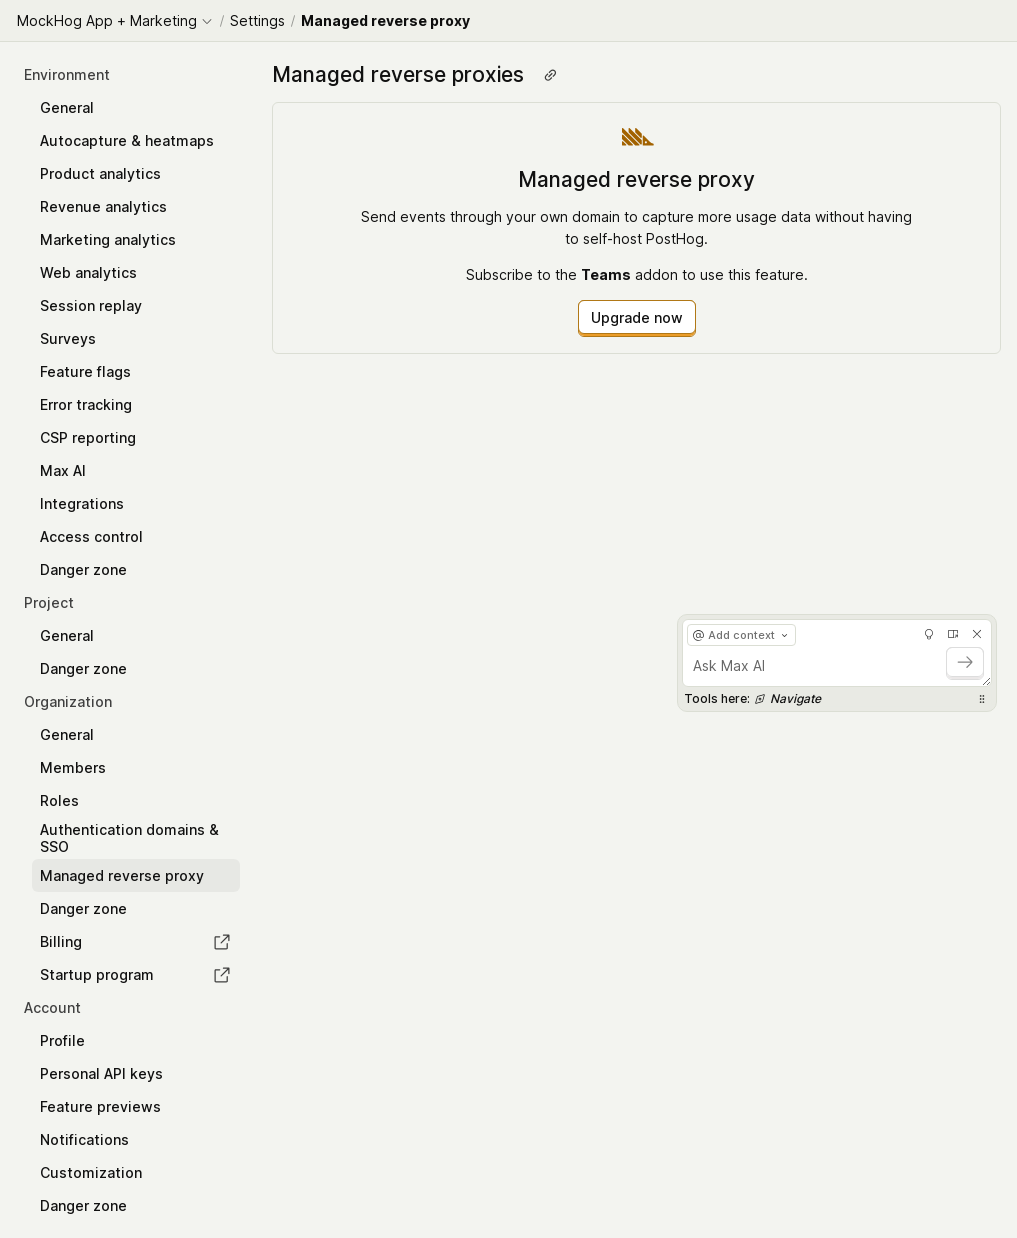 MockHog App + Marketing / Settings / Managed reverse proxy
Environment
General
Autocapture & heatmaps
Product analytics
Revenue analytics
Marketing analytics
Web analytics
Session replay
Surveys
Feature flags
Error tracking
CSP reporting
Max AI
Integrations
Access control
Danger zone
Project
General
Danger zone
Organization
General
Members
Roles
Authentication domains &
SSO
Managed reverse proxy
Danger zone
Billing
Startup program
Account
Profile
Personal API keys
Feature previews
Notifications
Customization
Danger zone
Managed reverse proxies
Managed reverse proxy
Send events through your own domain to capture more usage data without having
to self-host PostHog.
Subscribe to the Teams addon to use this feature.
Upgrade now
@ Add context
Ask Max AI
Tools here: Navigate